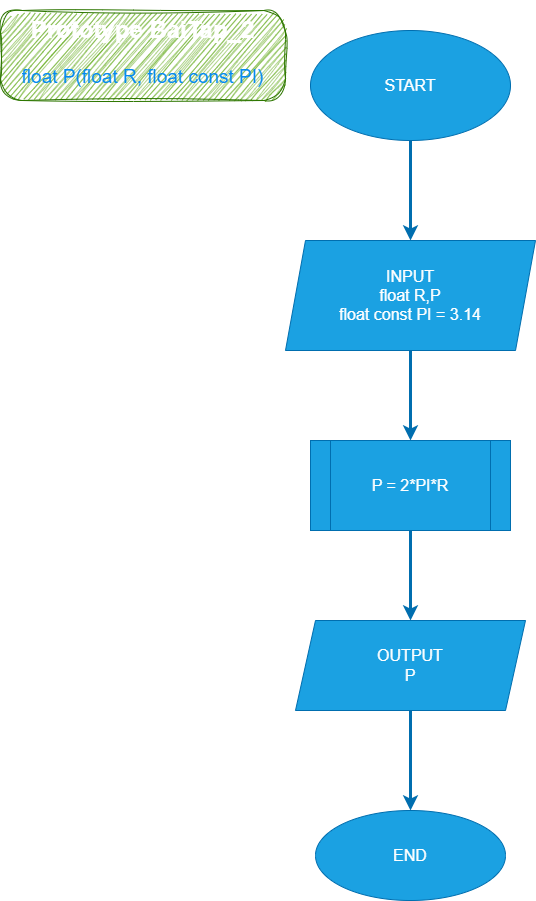 Prototype BaiTap_2
float P(float R, float const PI)
START
INPUT
float R,P
float const PI = 3.14
P = 2*PI*R
OUTPUT
P
END